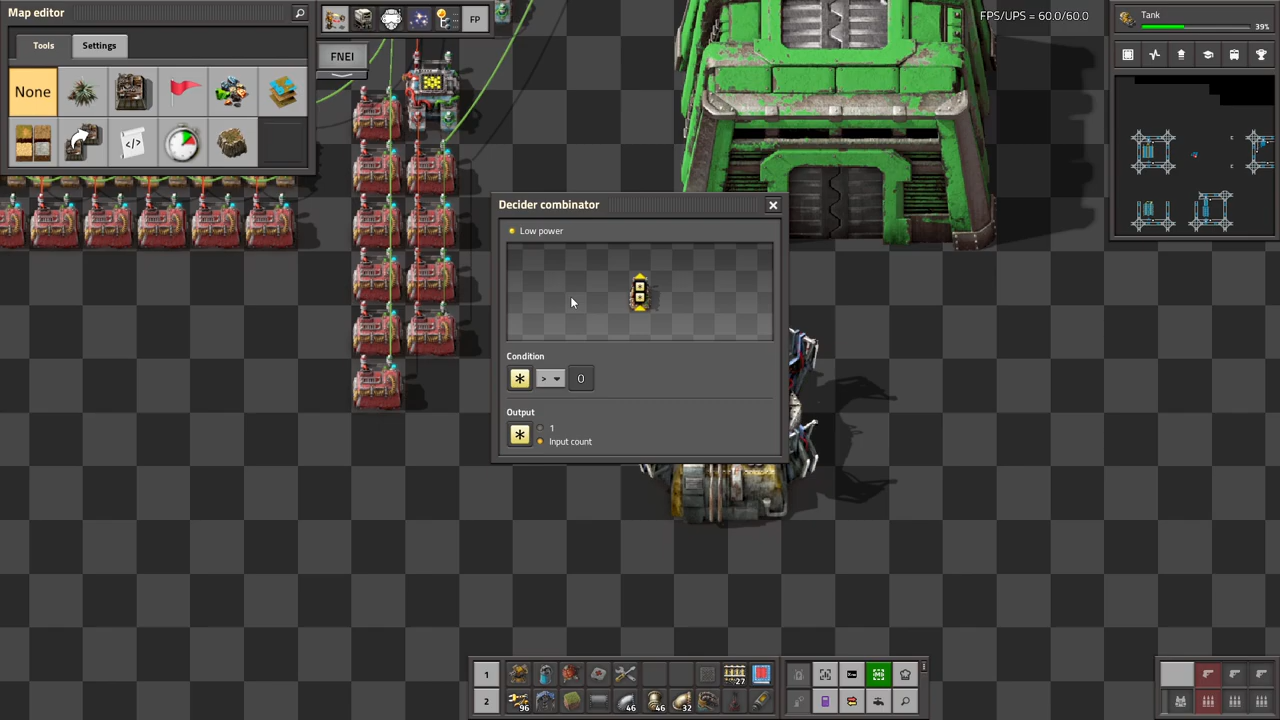 Map editor
Tools Settings
None
</>
FP
FNEI
FPS/UPS = 60.0/60.0
Tank
39%
Decider combinator
Low power
Condition
* > 0
Output
* 1
Input count
1
27
2
96 46 46 32